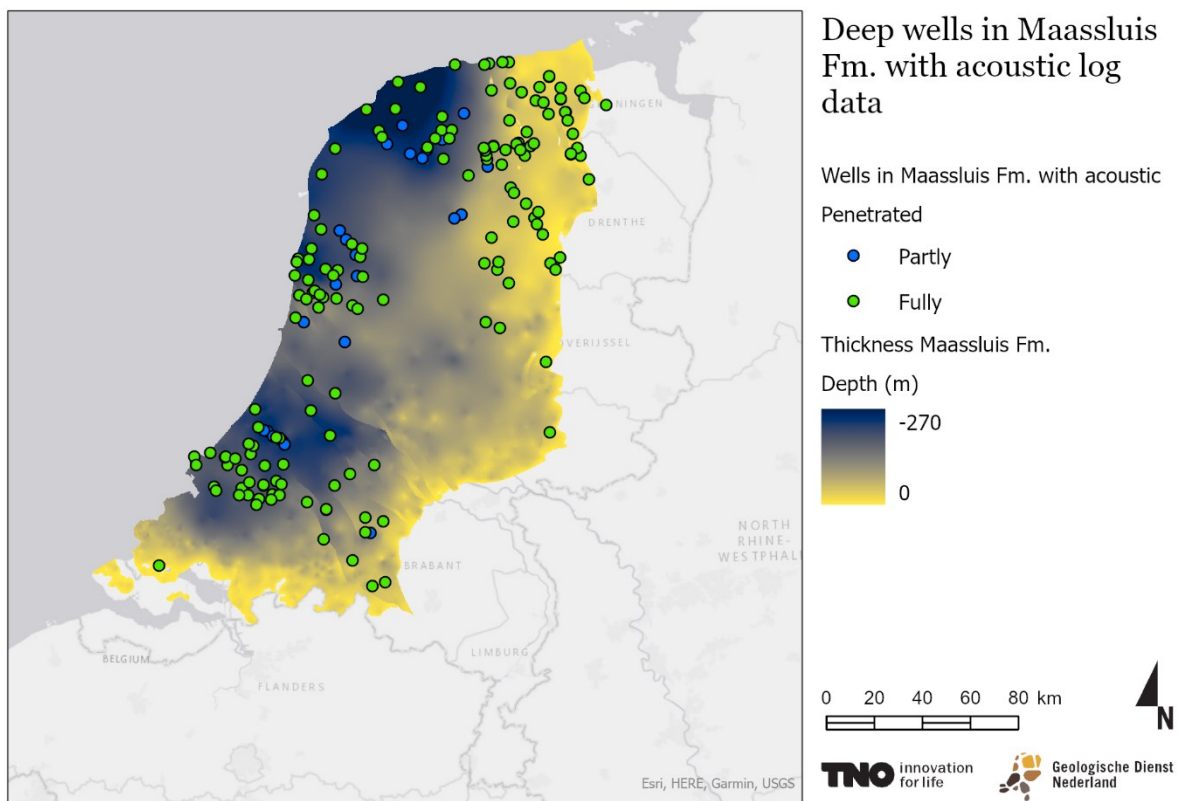 Deep wells in Maassluis
Fm. with acoustic log
data
Wells in Maassluis Fm. with acoustic
Penetrated
Partly
Fully
Thickness Maassluis Fm.
Depth (m)
-270
0
0 20 40 60 80 km
N
TNO innovation
for life
Geologische Dienst
Nederland
NINGEN
DRENTHE
OVERIJSSEL
NORTH
RHINE-
WESTPHAL
BRABANT
LIMBURG
BELGIUM
FLANDERS
Esri, HERE, Garmin, USGS